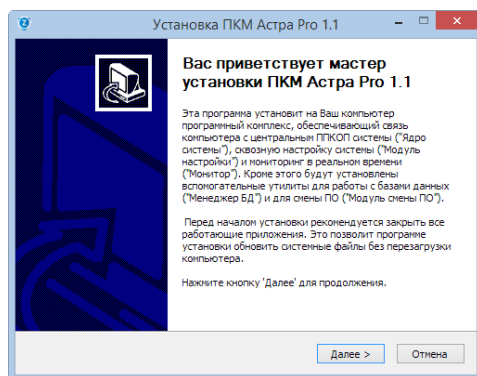 Установка ПКМ Астра Pro 1.1
Вас приветствует мастер
установки ПКМ Астра Pro 1.1
Эта программа установит на Ваш компьютер
программный комплекс, обеспечивающий связь
компьютера с центральным ППКОП системы ("Ядро
системы"), сквозную настройку системы ("Модуль
настройки") и мониторинг в реальном времени
("Монитор"). Кроме этого будут установлены
вспомогательные утилиты для работы с базами данных
("Менеджер БД") и для смены ПО ("Модуль смены ПО").
Перед началом установки рекомендуется закрыть все
работающие приложения. Это позволит программе
установки обновить системные файлы без перезагрузки
компьютера.
Нажмите кнопку 'Далее' для продолжения.
Далее >
Отмена